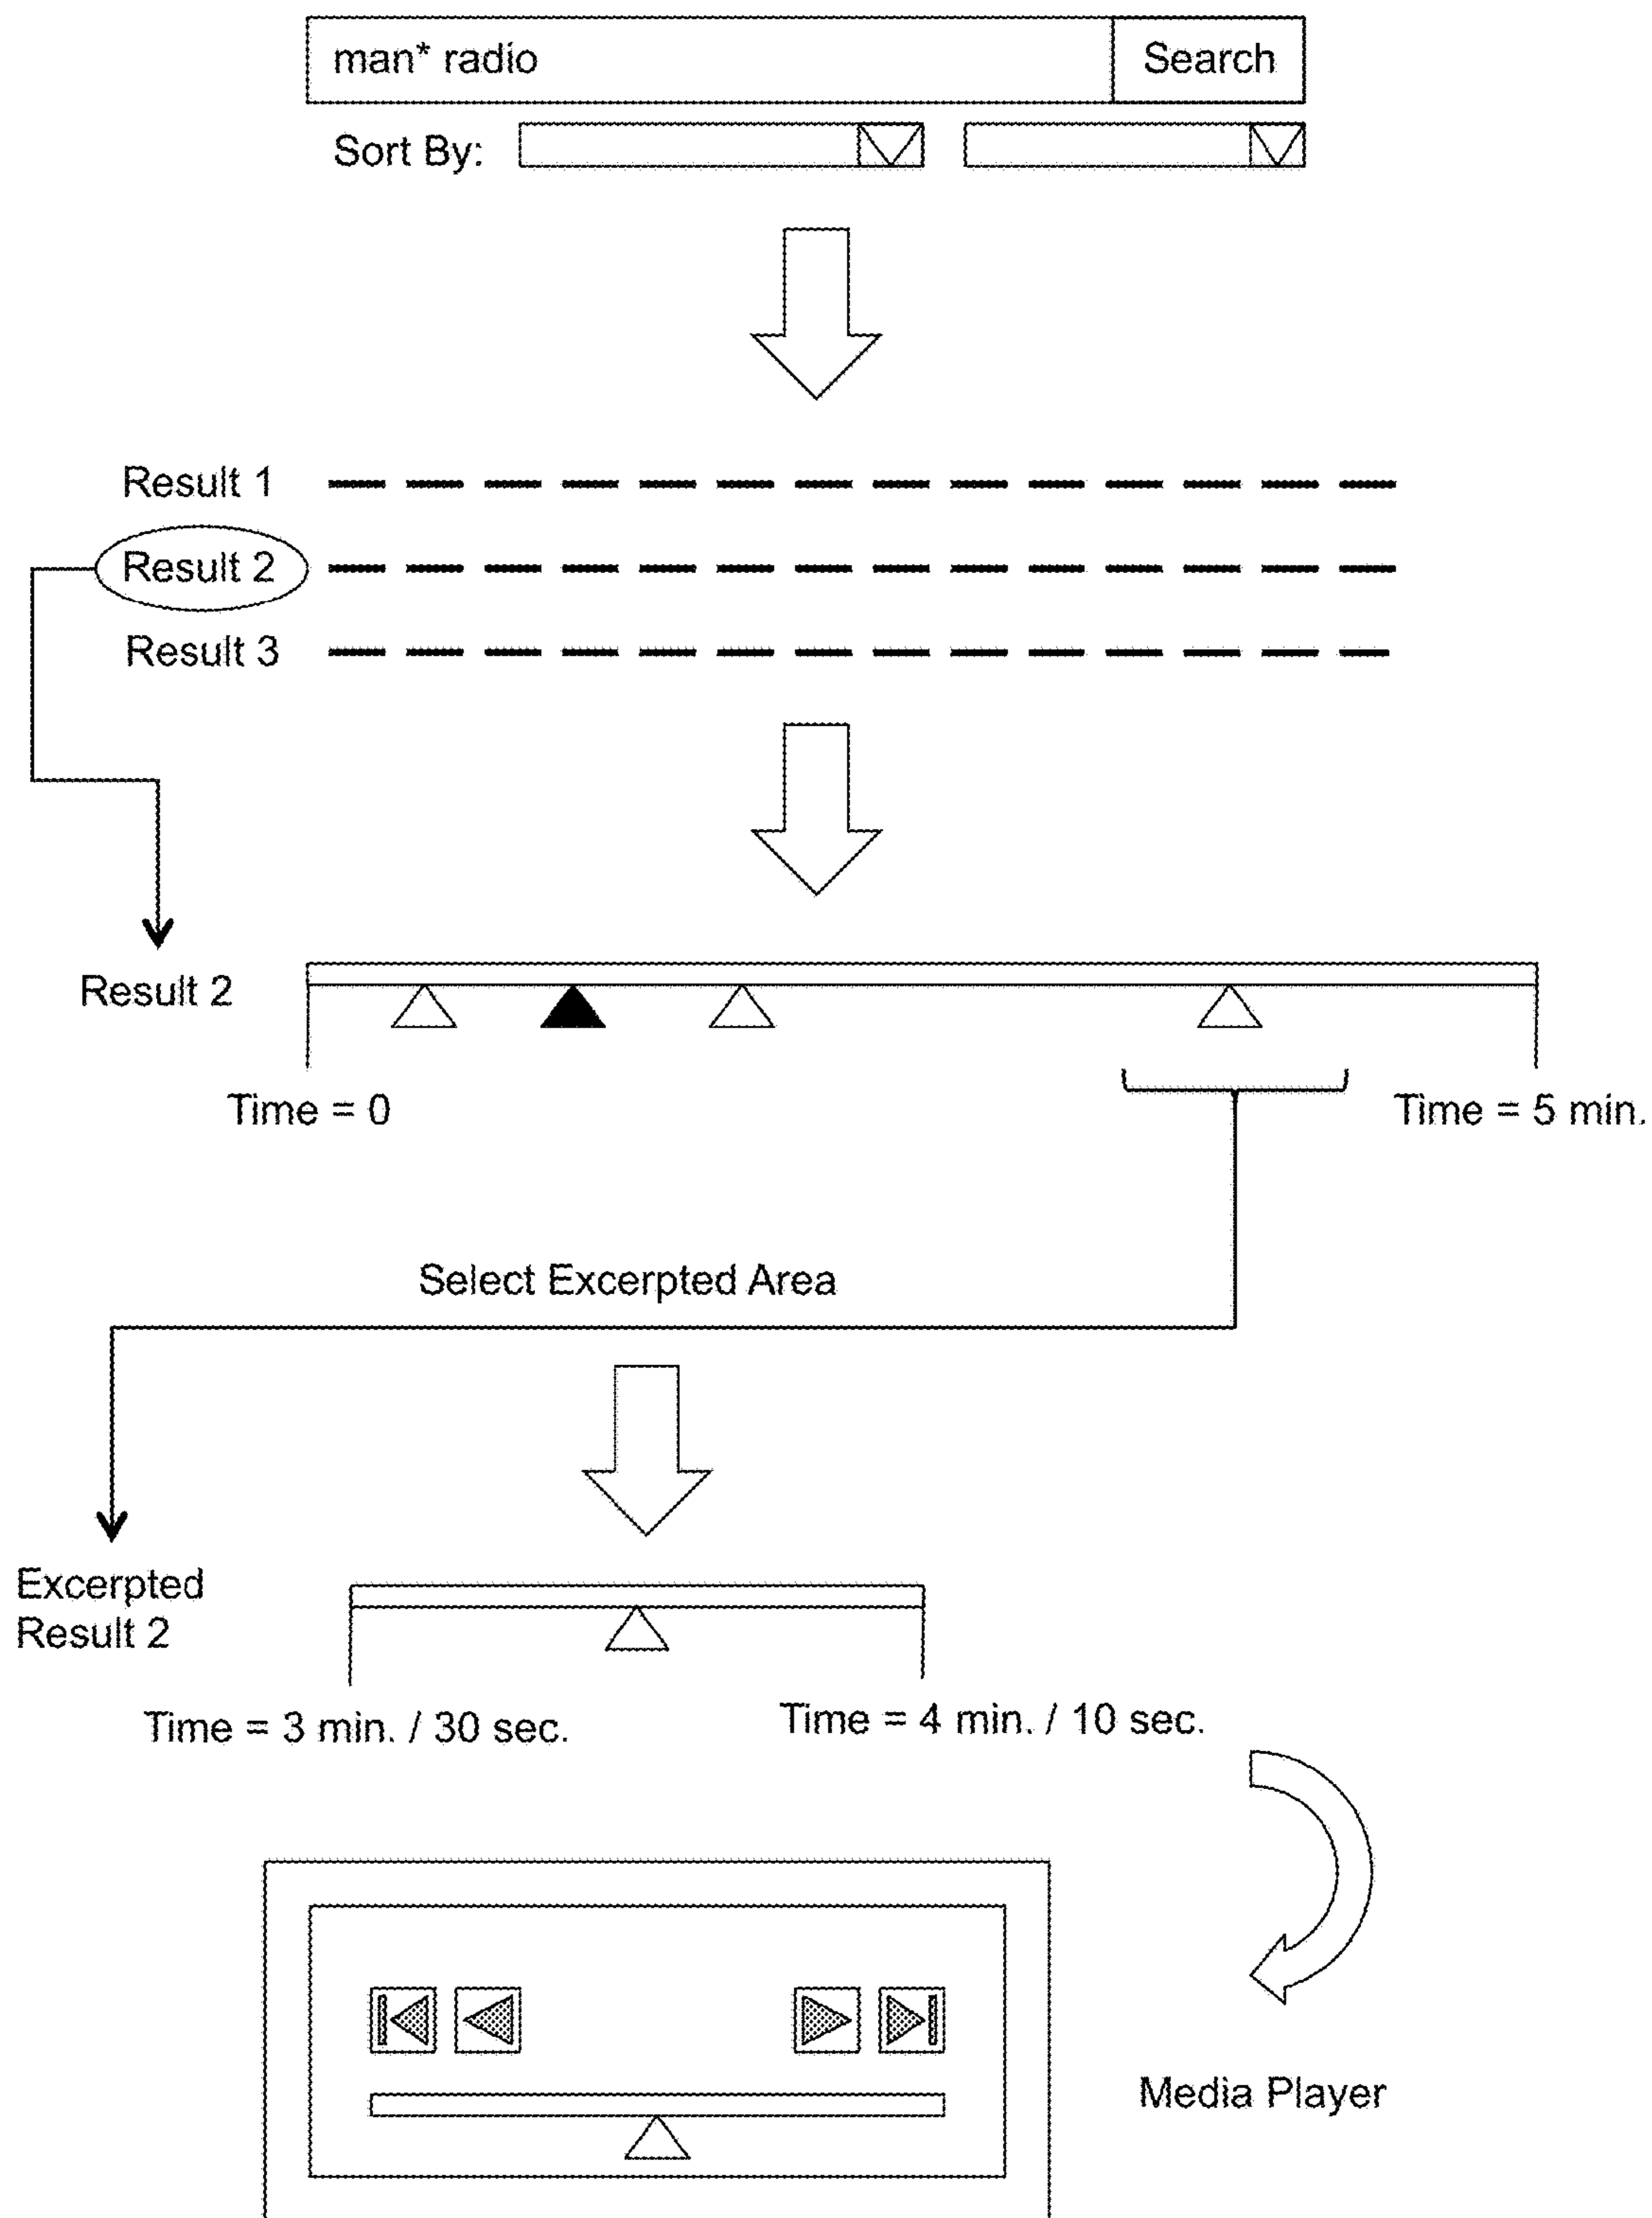 man* radio
Search
Sort By:
Result 1
Result 2
Result 3
Result 2
Time = 0
Time = 5 min.
Select Excerpted Area
Excerpted
Result 2
Time = 3 min. / 30 sec.
Time = 4 min. / 10 sec.
Media Player